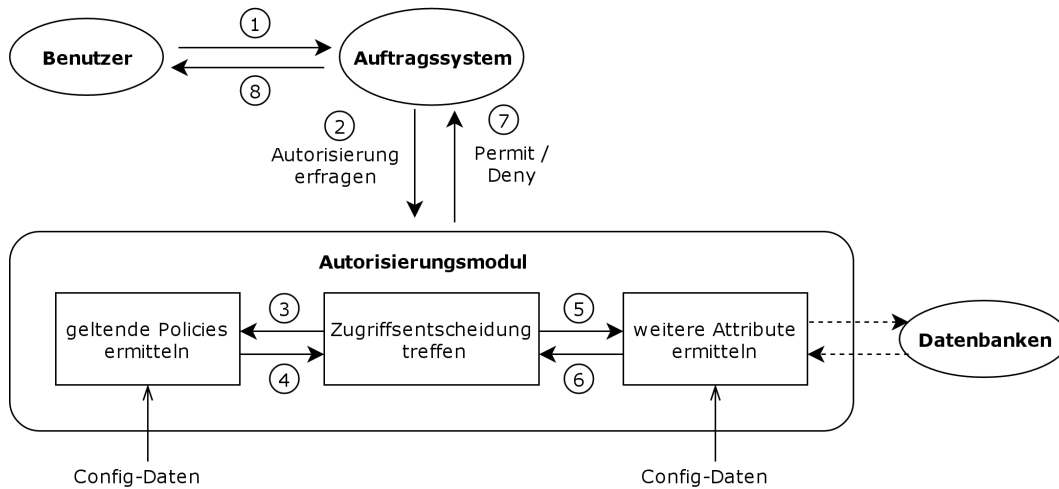 1
Benutzer
Auftragssystem
8
2
7
Autorisierung
erfragen
Permit /
Deny
Autorisierungsmodul
3
5
geltende Policies
ermitteln
Zugriffsentscheidung
treffen
weitere Attribute
ermitteln
Datenbanken
4
6
Config-Daten
Config-Daten